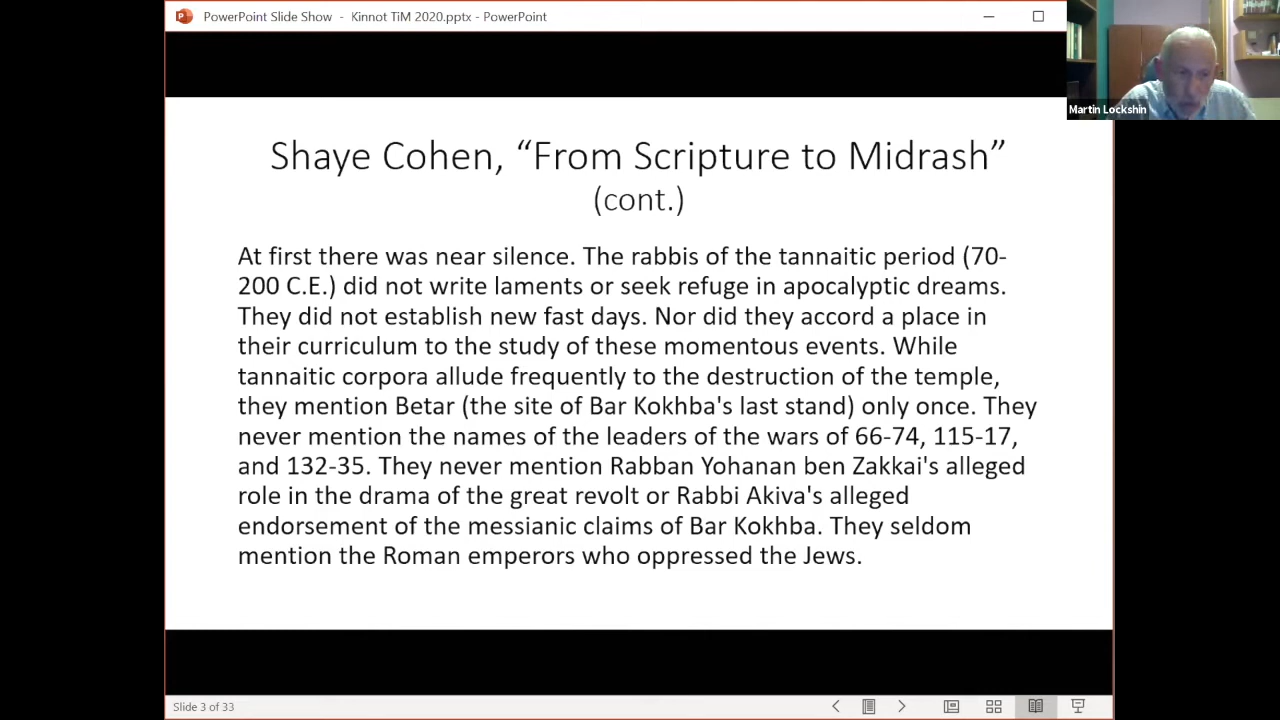 PowerPoint Slide Show - Kinnot TiM 2020.pptx - PowerPoint
Martin Lockshin
Shaye Cohen, “From Scripture to Midrash”
(cont.)
At first there was near silence. The rabbis of the tannaitic period (70-
200 C.E.) did not write laments or seek refuge in apocalyptic dreams.
They did not establish new fast days. Nor did they accord a place in
their curriculum to the study of these momentous events. While
tannaitic corpora allude frequently to the destruction of the temple,
they mention Betar (the site of Bar Kokhba's last stand) only once. They
never mention the names of the leaders of the wars of 66-74, 115-17,
and 132-35. They never mention Rabban Yohanan ben Zakkai's alleged
role in the drama of the great revolt or Rabbi Akiva's alleged
endorsement of the messianic claims of Bar Kokhba. They seldom
mention the Roman emperors who oppressed the Jews.
Slide 3 of 33